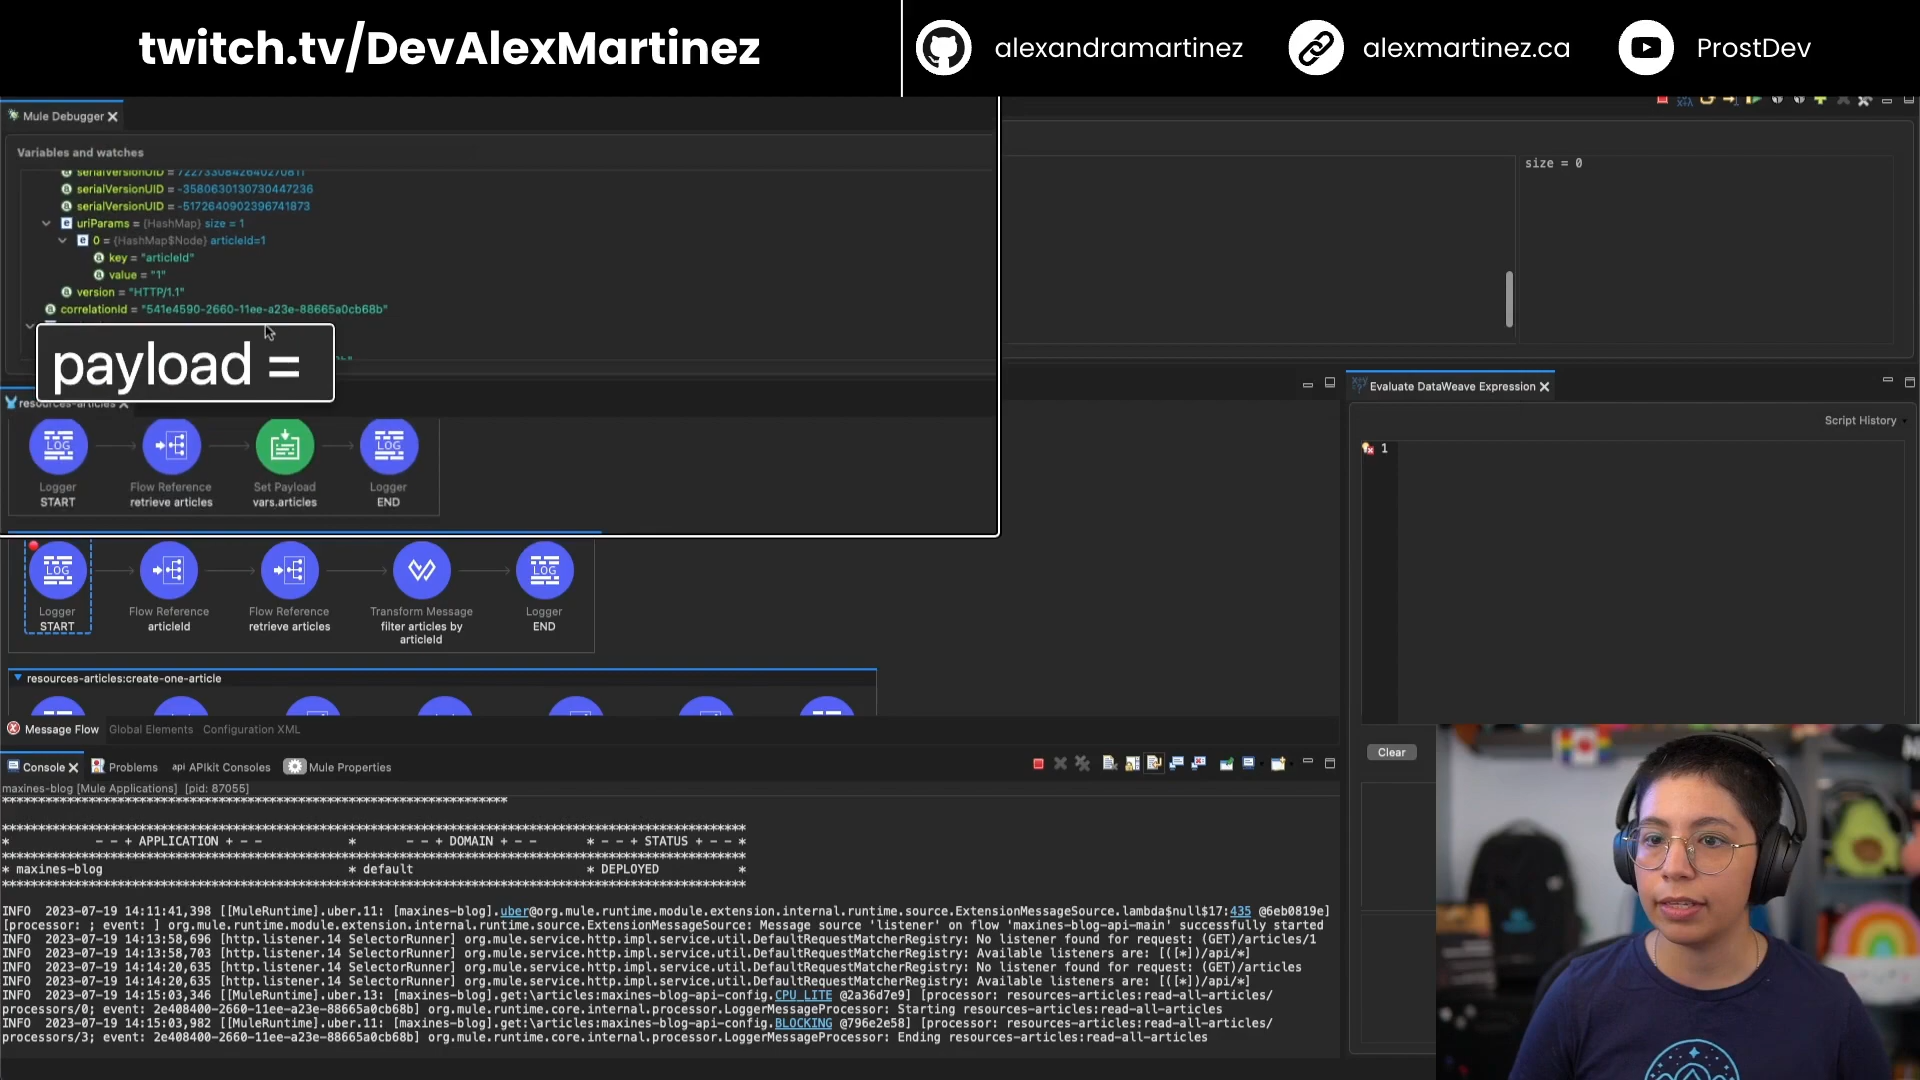 twitch.tv/DevAlexMartinez
alexandramartinez
alexmartinez.ca
ProstDev
Mule Debugger
Variables and watches
serialVersionUID = 7227330842640270811
serialVersionUID = -3580630130730447236
serialVersionUID = -5172640902396741873
uriParams = {HashMap} size = 1
0 = {HashMap$Node} articleId=1
key = "articleId"
value = "1"
version = "HTTP/1.1"
correlationId = "541e4590-2660-11ee-a23e-88665a0cb68b"
payload =
size = 0
resources-articles
Logger
START
Flow Reference
retrieve articles
Set Payload
vars.articles
Logger
END
Logger
START
Flow Reference
articleId
Flow Reference
retrieve articles
Transform Message
filter articles by
articleId
Logger
END
resources-articles:create-one-article
Message Flow
Global Elements
Configuration XML
Evaluate DataWeave Expression
Script History
1
Clear
Console
Problems
api APIkit Consoles
Mule Properties
maxines-blog [Mule Applications] [pid: 87055]
**********************************************************************
* - - + APPLICATION + - - * - - + DOMAIN + - - * - - + STATUS + - - *
* maxines-blog * default * DEPLOYED *
INFO 2023-07-19 14:11:41,398 [[MuleRuntime].uber.11: [maxines-blog].uber@org.mule.runtime.module.extension.internal.runtime.source.ExtensionMessageSource.lambda$null$17:435 @6eb0819e]
[processor: ; event: ] org.mule.runtime.module.extension.internal.runtime.source.ExtensionMessageSource: Message source 'listener' on flow 'maxines-blog-api-main' successfully started
INFO 2023-07-19 14:13:58,696 [http.listener.14 SelectorRunner] org.mule.service.http.impl.service.util.DefaultRequestMatcherRegistry: No listener found for request: (GET)/articles/1
INFO 2023-07-19 14:13:58,703 [http.listener.14 SelectorRunner] org.mule.service.http.impl.service.util.DefaultRequestMatcherRegistry: Available listeners are: [([*])/api/*]
INFO 2023-07-19 14:14:20,635 [http.listener.14 SelectorRunner] org.mule.service.http.impl.service.util.DefaultRequestMatcherRegistry: No listener found for request: (GET)/articles
INFO 2023-07-19 14:14:20,635 [http.listener.14 SelectorRunner] org.mule.service.http.impl.service.util.DefaultRequestMatcherRegistry: Available listeners are: [([*])/api/*]
INFO 2023-07-19 14:15:03,346 [[MuleRuntime].uber.13: [maxines-blog].get:\articles:maxines-blog-api-config.CPU_LITE @2a36d7e9] [processor: resources-articles:read-all-articles/
processors/0; event: 2e408400-2660-11ee-a23e-88665a0cb68b] org.mule.runtime.core.internal.processor.LoggerMessageProcessor: Starting resources-articles:read-all-articles
INFO 2023-07-19 14:15:03,982 [[MuleRuntime].uber.11: [maxines-blog].get:\articles:maxines-blog-api-config.BLOCKING @796e2e58] [processor: resources-articles:read-all-articles/
processors/3; event: 2e408400-2660-11ee-a23e-88665a0cb68b] org.mule.runtime.core.internal.processor.LoggerMessageProcessor: Ending resources-articles:read-all-articles